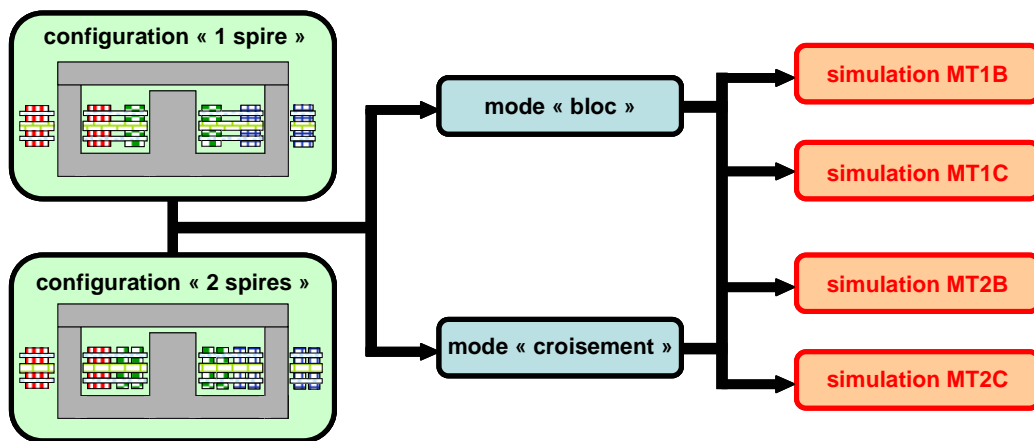 configuration « 1 spire »
configuration « 2 spires »
mode « bloc »
mode « croisement »
simulation MT1B
simulation MT1C
simulation MT2B
simulation MT2C